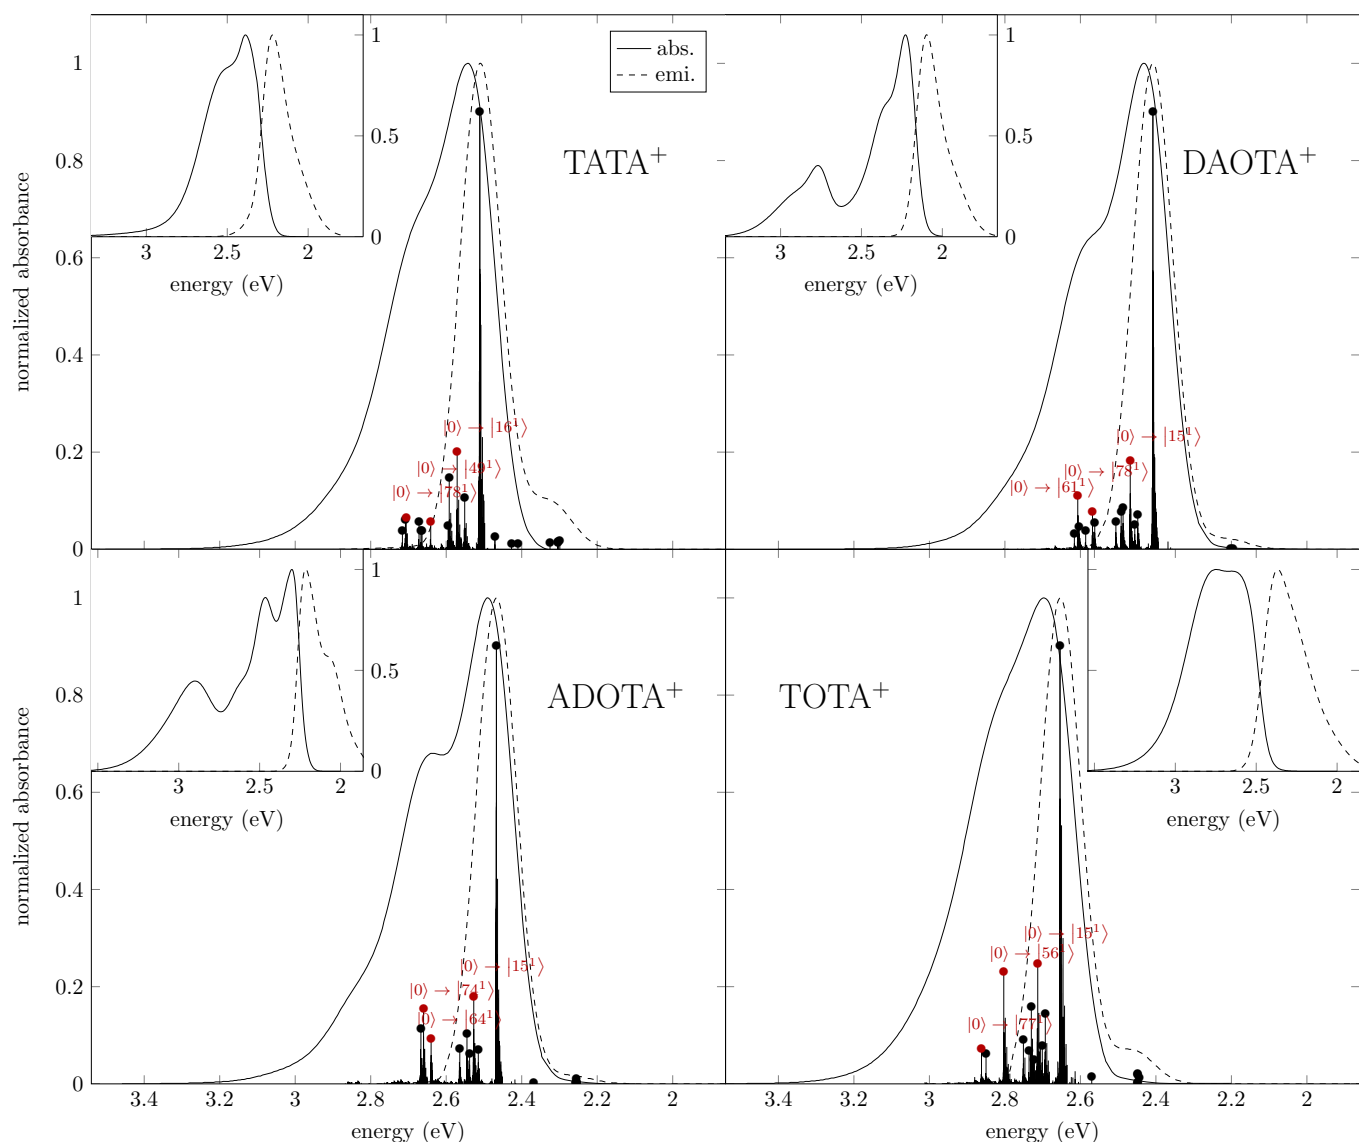 1
0.8
0.6
0.4
0.2
0
normalized absorbance
3 2.5 2
energy (eV)
1
0.5
0
abs.
emi.
TATA⁺
|0⟩ → |16¹⟩
|0⟩ → |49¹⟩
|0⟩ → |78¹⟩
3 2.5 2
energy (eV)
1
0.5
0
DAOTA⁺
|0⟩ → |15¹⟩
|0⟩ → |78¹⟩
|0⟩ → |61¹⟩
1
0.8
0.6
0.4
0.2
0
normalized absorbance
3 2.5 2
energy (eV)
1
0.5
0
ADOTA⁺
|0⟩ → |15¹⟩
|0⟩ → |74¹⟩
|0⟩ → |64¹⟩
3.4 3.2 3 2.8 2.6 2.4 2.2 2
energy (eV)
TOTA⁺
3 2.5 2
energy (eV)
|0⟩ → |15¹⟩
|0⟩ → |56¹⟩
|0⟩ → |77¹⟩
3.4 3.2 3 2.8 2.6 2.4 2.2 2
energy (eV)